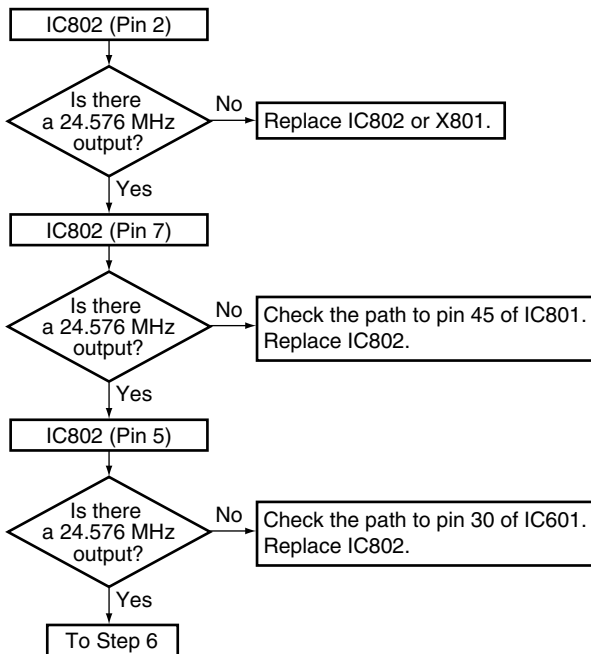 IC802 (Pin 2)
Is there
a 24.576 MHz
output?
No
Replace IC802 or X801.
Yes
IC802 (Pin 7)
Is there
a 24.576 MHz
output?
No
Check the path to pin 45 of IC801.
Replace IC802.
Yes
IC802 (Pin 5)
Is there
a 24.576 MHz
output?
No
Check the path to pin 30 of IC601.
Replace IC802.
Yes
To Step 6